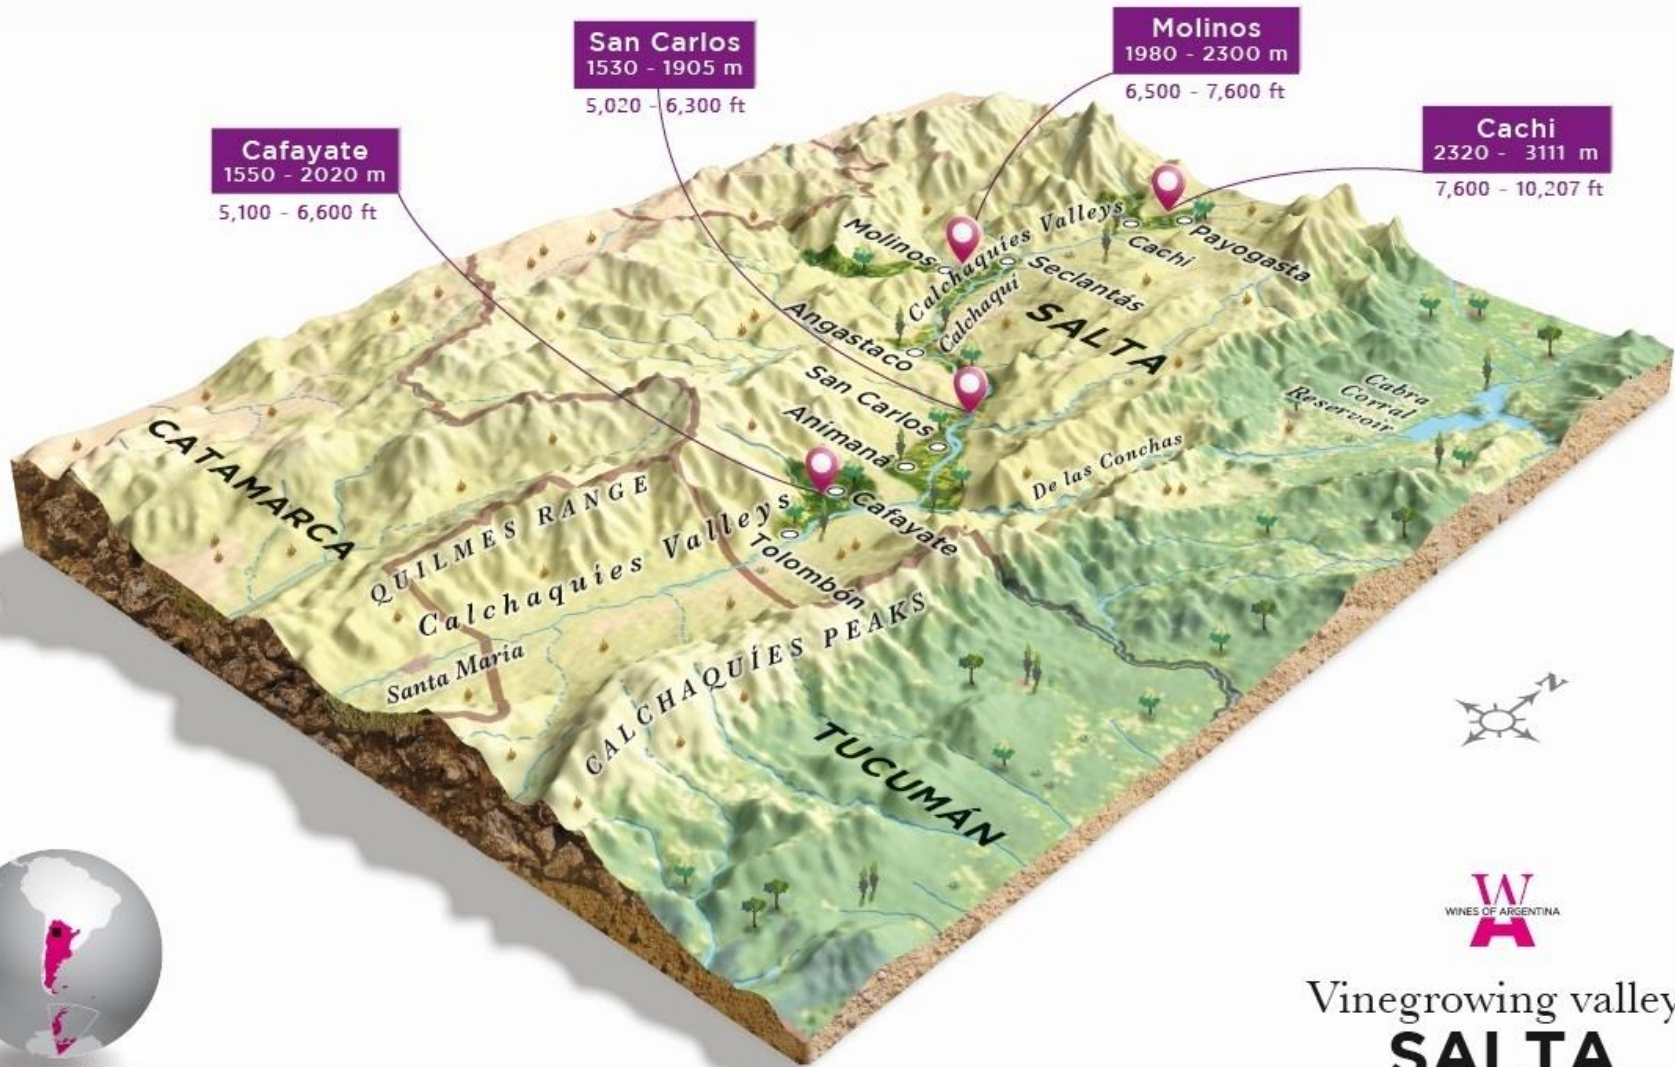 San Carlos
1530 - 1905 m
5,020 - 6,300 ft
Molinos
1980 - 2300 m
6,500 - 7,600 ft
Cachi
2320 - 3111 m
7,600 - 10,207 ft
Cafayate
1550 - 2020 m
5,100 - 6,600 ft
Molinos
Calchaquíes Valleys
Cachi
Payogasta
Seclantás
Calchaquí
SALTA
Angastaco
San Carlos
Animaná
Cabra
Corral
Reservoir
De las Conchas
CATAMARCA
QUILMES RANGE
Calchaquíes Valleys
Cafayate
Tolombón
Santa María
CALCHAQUÍES PEAKS
TUCUMÁN
N
WA
WINES OF ARGENTINA
Vinegrowing valley
SALTA